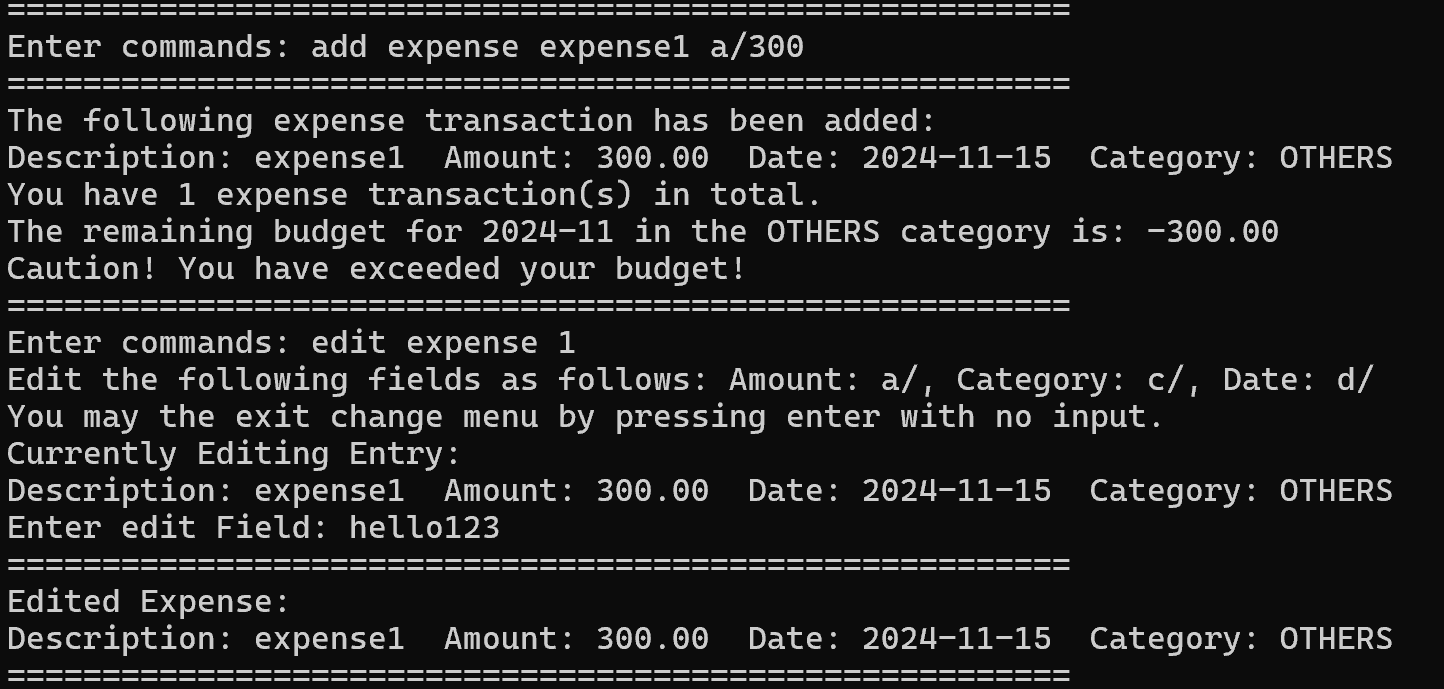 ========================================================
Enter commands: add expense expense1 a/300
========================================================
The following expense transaction has been added:
Description: expense1  Amount: 300.00  Date: 2024-11-15  Category: OTHERS
You have 1 expense transaction(s) in total.
The remaining budget for 2024-11 in the OTHERS category is: -300.00
Caution! You have exceeded your budget!
========================================================
Enter commands: edit expense 1
Edit the following fields as follows: Amount: a/, Category: c/, Date: d/
You may the exit change menu by pressing enter with no input.
Currently Editing Entry:
Description: expense1  Amount: 300.00  Date: 2024-11-15  Category: OTHERS
Enter edit Field: hello123
========================================================
Edited Expense:
Description: expense1  Amount: 300.00  Date: 2024-11-15  Category: OTHERS
========================================================